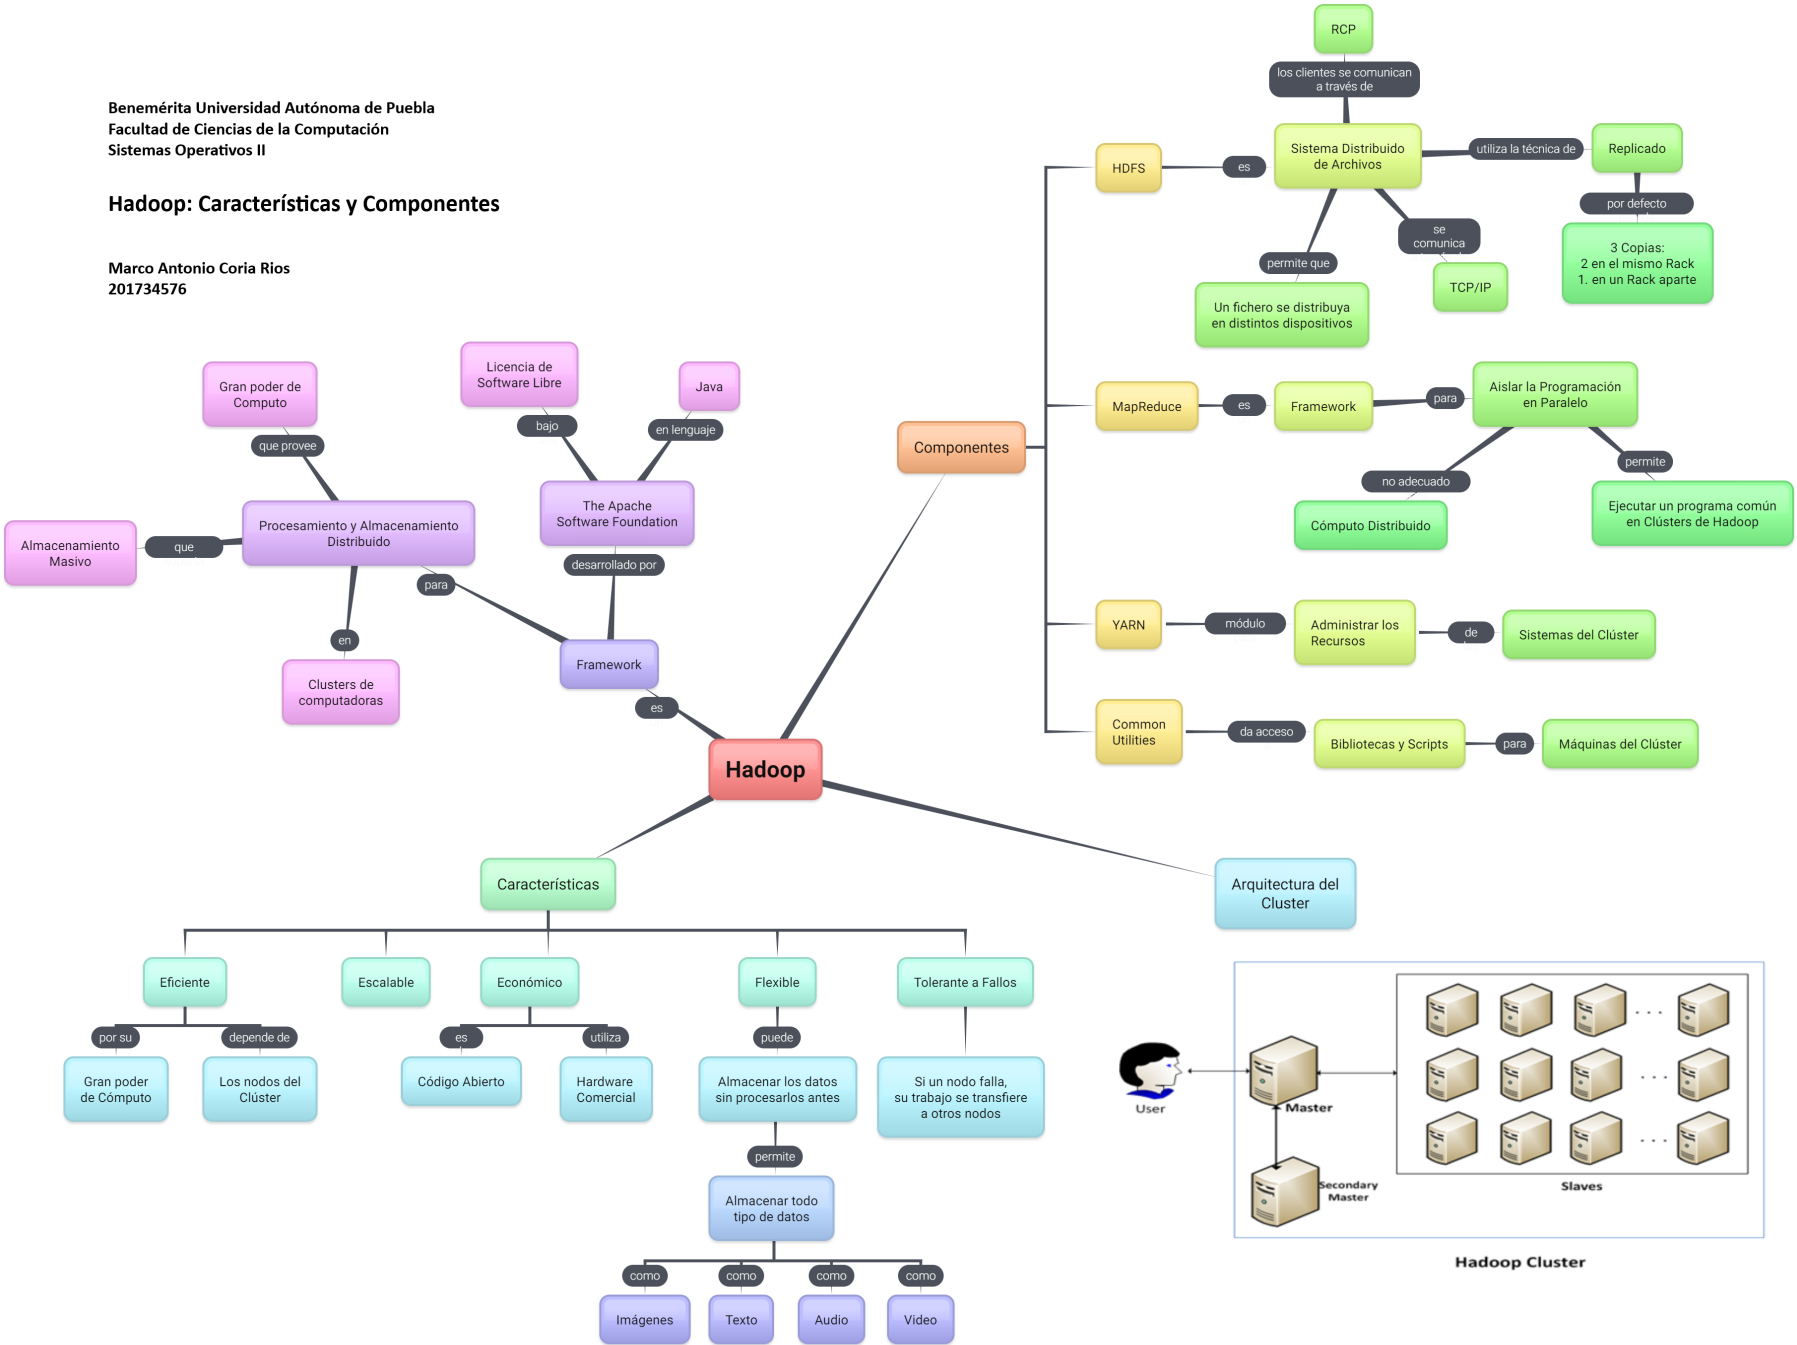 Benemérita Universidad Autónoma de Puebla
Facultad de Ciencias de la Computación
Sistemas Operativos II
Hadoop: Características y Componentes
Marco Antonio Coria Rios
201734576
Gran poder de
Computo
que provee
Licencia de
Software Libre
bajo
Java
en lenguaje
Almacenamiento
Masivo
que
Procesamiento y Almacenamiento
Distribuido
The Apache
Software Foundation
desarrollado por
para
en
Clusters de
computadoras
Framework
es
Hadoop
Componentes
RCP
los clientes se comunican
a través de
HDFS
es
Sistema Distribuido
de Archivos
utiliza la técnica de
Replicado
por defecto
3 Copias:
2 en el mismo Rack
1. en un Rack aparte
se
comunica
TCP/IP
permite que
Un fichero se distribuya
en distintos dispositivos
MapReduce
es
Framework
para
Aislar la Programación
en Paralelo
no adecuado
Cómputo Distribuido
permite
Ejecutar un programa común
en Clústers de Hadoop
YARN
módulo
Administrar los
Recursos
de
Sistemas del Clúster
Common
Utilities
da acceso
Bibliotecas y Scripts
para
Máquinas del Clúster
Características
Eficiente
por su
Gran poder
de Cómputo
depende de
Los nodos del
Clúster
Escalable
Económico
es
Código Abierto
utiliza
Hardware
Comercial
Flexible
puede
Almacenar los datos
sin procesarlos antes
permite
Almacenar todo
tipo de datos
como
Imágenes
como
Texto
como
Audio
como
Video
Tolerante a Fallos
Si un nodo falla,
su trabajo se transfiere
a otros nodos
Arquitectura del
Cluster
User
Master
Secondary
Master
Slaves
Hadoop Cluster